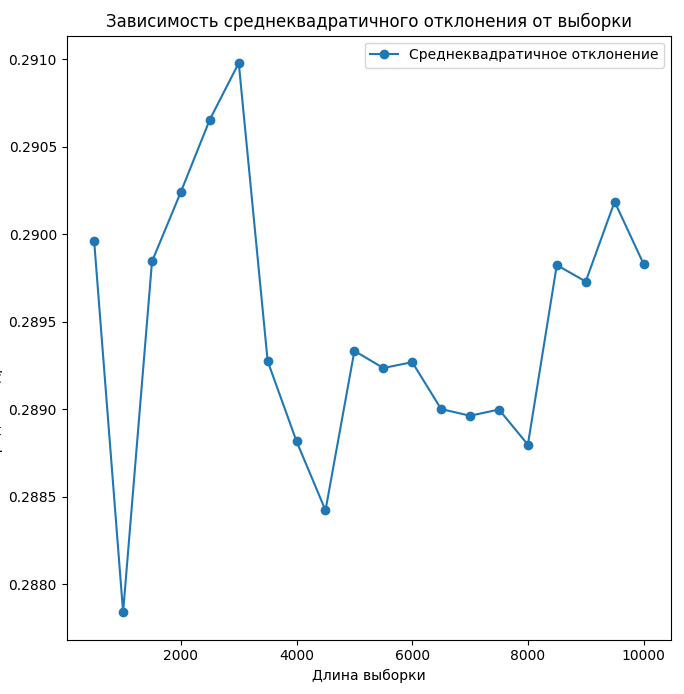 Зависимость среднеквадратичного отклонения от выборки
Среднеквадратичное отклонение
0.2910
0.2905
0.2900
0.2895
0.2890
0.2885
0.2880
2000 4000 6000 8000 10000
Длина выборки